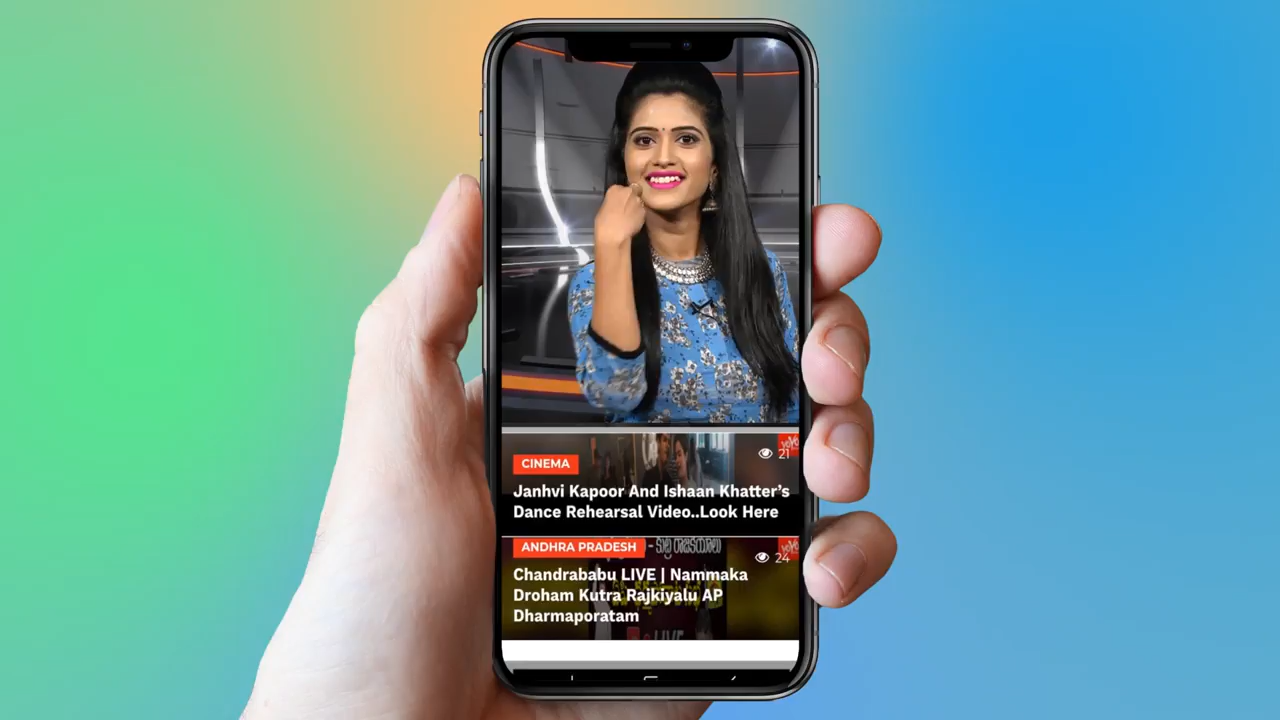 CINEMA
21
Janhvi Kapoor And Ishaan Khatter's
Dance Rehearsal Video..Look Here
ANDHRA PRADESH
24
Chandrababu LIVE | Nammaka
Droham Kutra Rajkiyalu AP
Dharmaporatam
LIVE